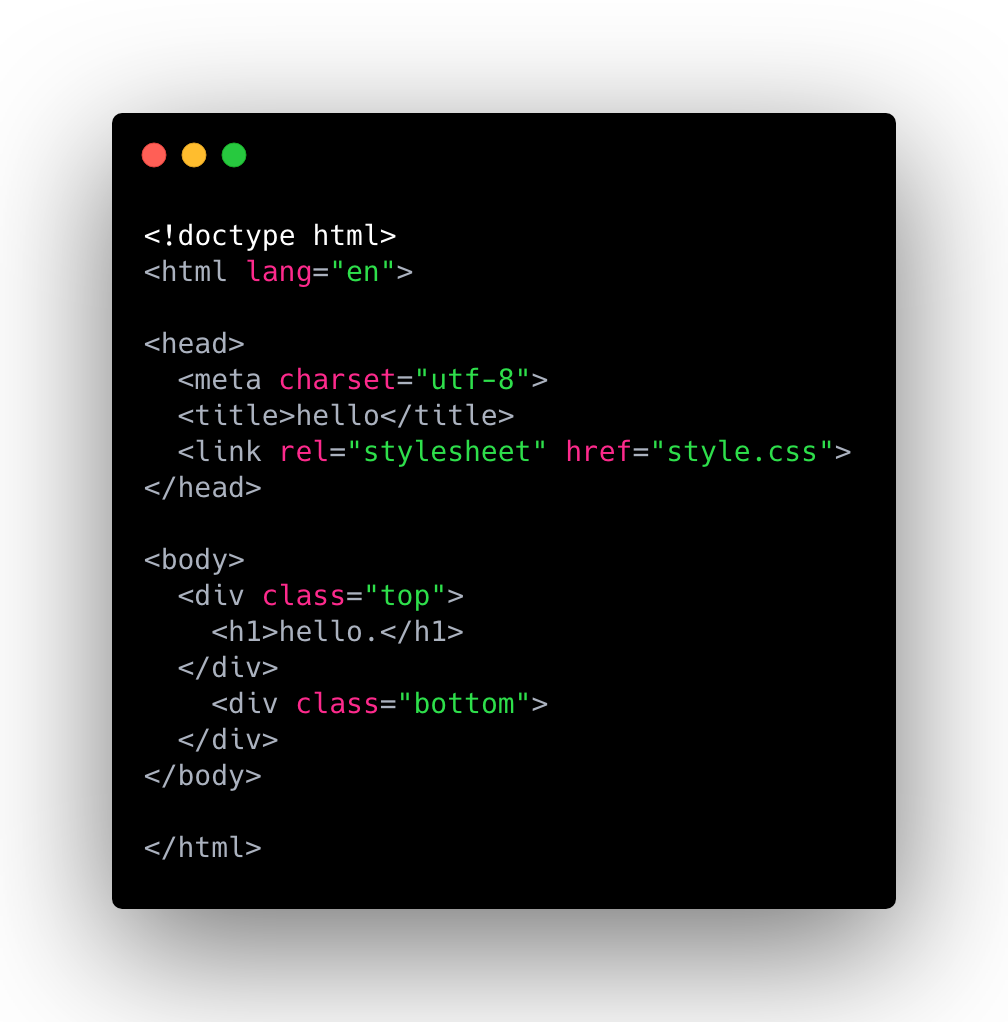 <!doctype html>
<html lang="en">

<head>
  <meta charset="utf-8">
  <title>hello</title>
  <link rel="stylesheet" href="style.css">
</head>

<body>
  <div class="top">
    <h1>hello.</h1>
  </div>
    <div class="bottom">
  </div>
</body>

</html>